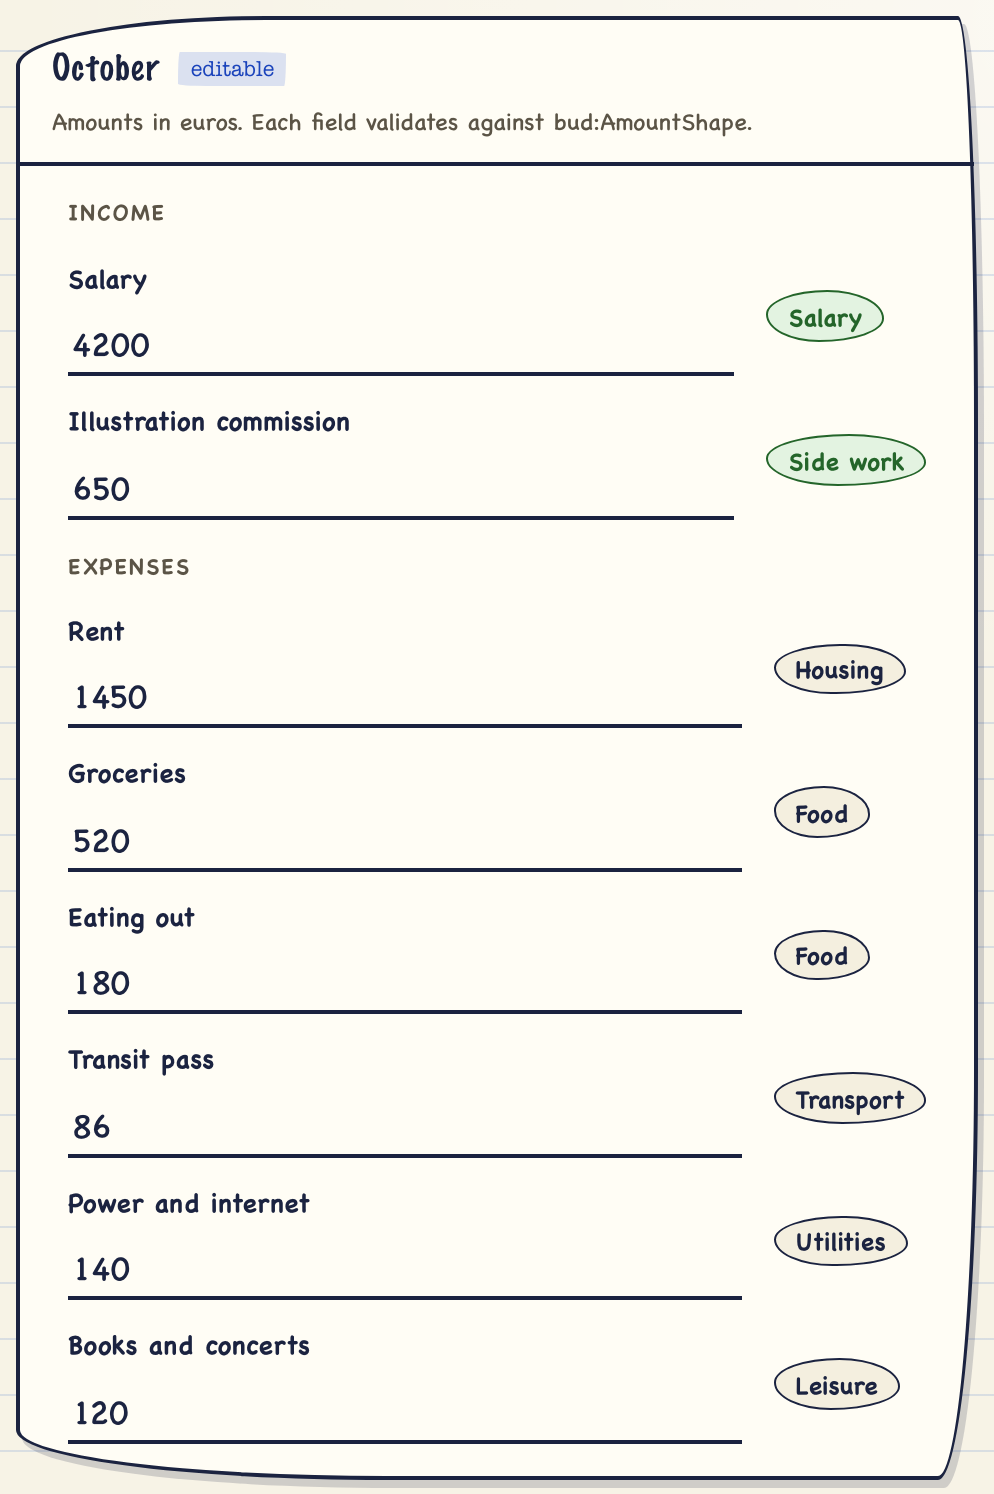 October editable
Amounts in euros. Each field validates against bud:AmountShape.
INCOME
Salary
4200
Salary
Illustration commission
650
Side work
EXPENSES
Rent
1450
Housing
Groceries
520
Food
Eating out
180
Food
Transit pass
86
Transport
Power and internet
140
Utilities
Books and concerts
120
Leisure